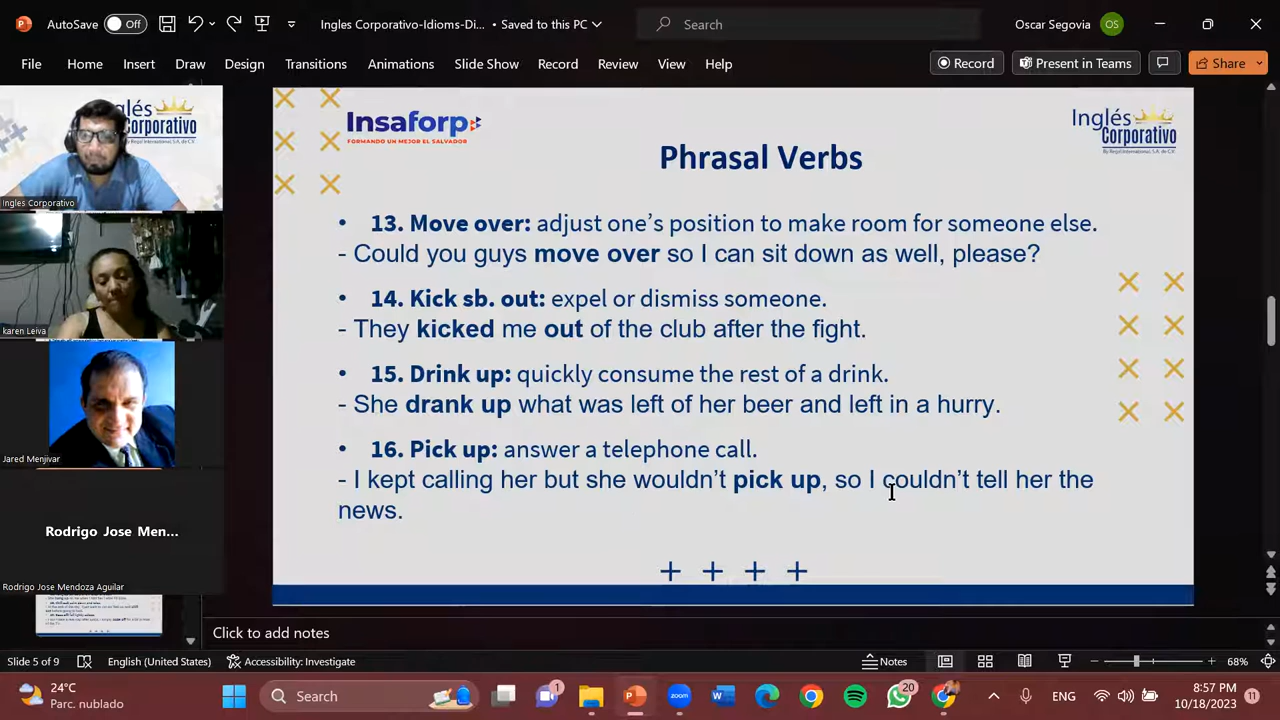 AutoSave Off
Ingles Corporativo-Idioms-Di... • Saved to this PC
Search
Oscar Segovia OS
File Home Insert Draw Design Transitions Animations Slide Show Record Review View Help
Record Present in Teams Share
Inglés
Corporativo
Ingles Corporativo
karen Leiva
Jared Menjivar
Rodrigo Jose Men...
Rodrigo Jose Mendoza Aguilar
Insaforp
FORMANDO UN MEJOR EL SALVADOR
Inglés
Corporativo
By Regal International, S.A. de C.V.
Phrasal Verbs
• 13. Move over: adjust one's position to make room for someone else.
- Could you guys move over so I can sit down as well, please?
• 14. Kick sb. out: expel or dismiss someone.
- They kicked me out of the club after the fight.
• 15. Drink up: quickly consume the rest of a drink.
- She drank up what was left of her beer and left in a hurry.
• 16. Pick up: answer a telephone call.
- I kept calling her but she wouldn't pick up, so I couldn't tell her the
news.
Click to add notes
Slide 5 of 9 English (United States) Accessibility: Investigate Notes 68%
24°C
Parc. nublado
Search
1
20
ENG
8:57 PM
10/18/2023
11